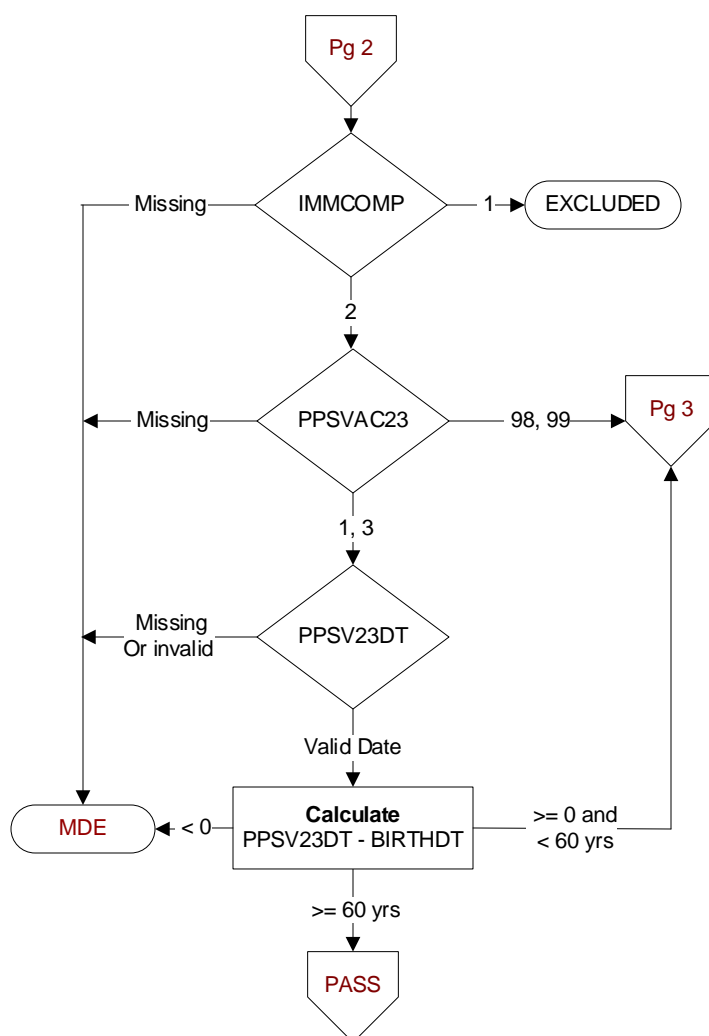 Pg 2
Missing
IMMCOMP
1
EXCLUDED
2
Missing
PPSVAC23
98, 99
Pg 3
1, 3
Missing
Or invalid
PPSV23DT
Valid Date
MDE
< 0
Calculate
PPSV23DT - BIRTHDT
>= 0 and
< 60 yrs
>= 60 yrs
PASS